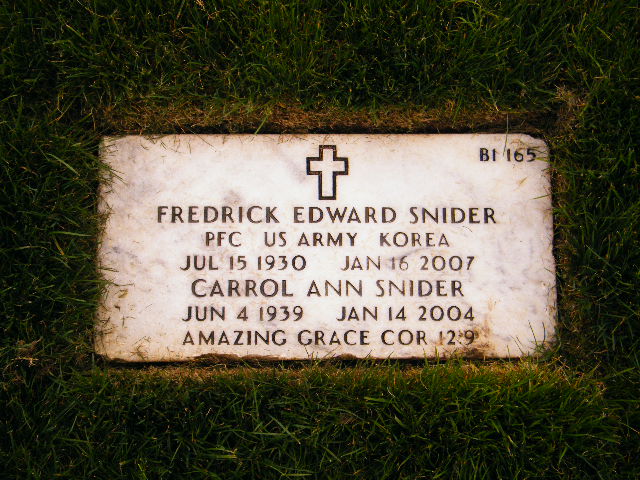 B1 165
FREDRICK EDWARD SNIDER
PFC US ARMY KOREA
JUL 15 1930 JAN 16 2007
CARROL ANN SNIDER
JUN 4 1939 JAN 14 2004
AMAZING GRACE COR 12:9